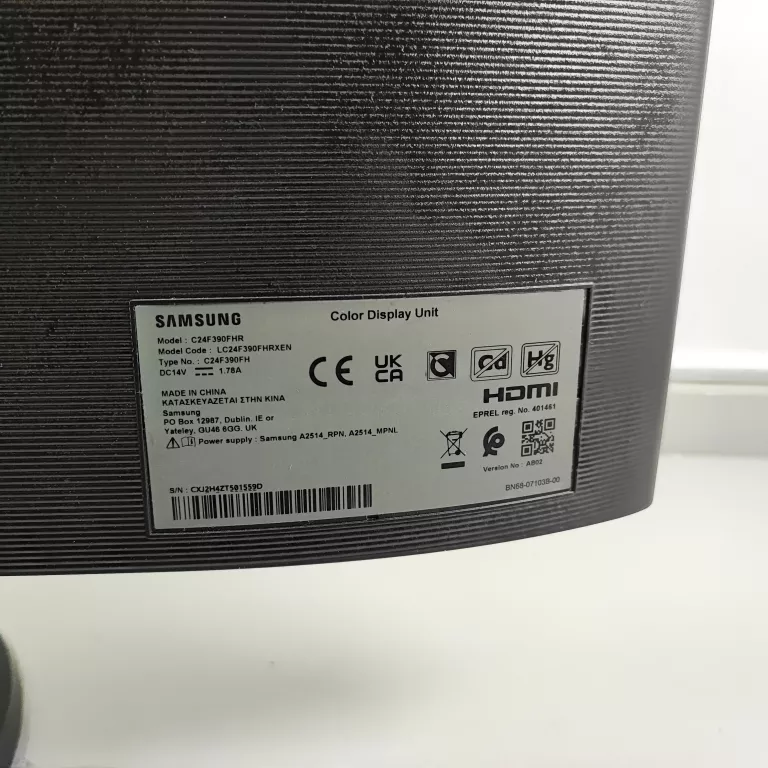 SAMSUNG
Color Display Unit
Model : C24F390FHR
Model Code : LC24F390FHRXEN
Type No. : C24F390FH
DC14V 1.78A
CE
UK
CA
Cd
Hg
HDMI
MADE IN CHINA
ΚΑΤΑΣΚΕΥΑΖΕΤΑΙ ΣΤΗΝ ΚΙΝΑ
Samsung
PO Box 12987, Dublin. IE or
Yateley, GU46 6GG. UK
Power supply : Samsung A2514_RPN, A2514_MPNL
EPREL reg. No. 401461
Version No : AB02
S/N : CXJ2H4ZT501559D
BN68-07103B-00